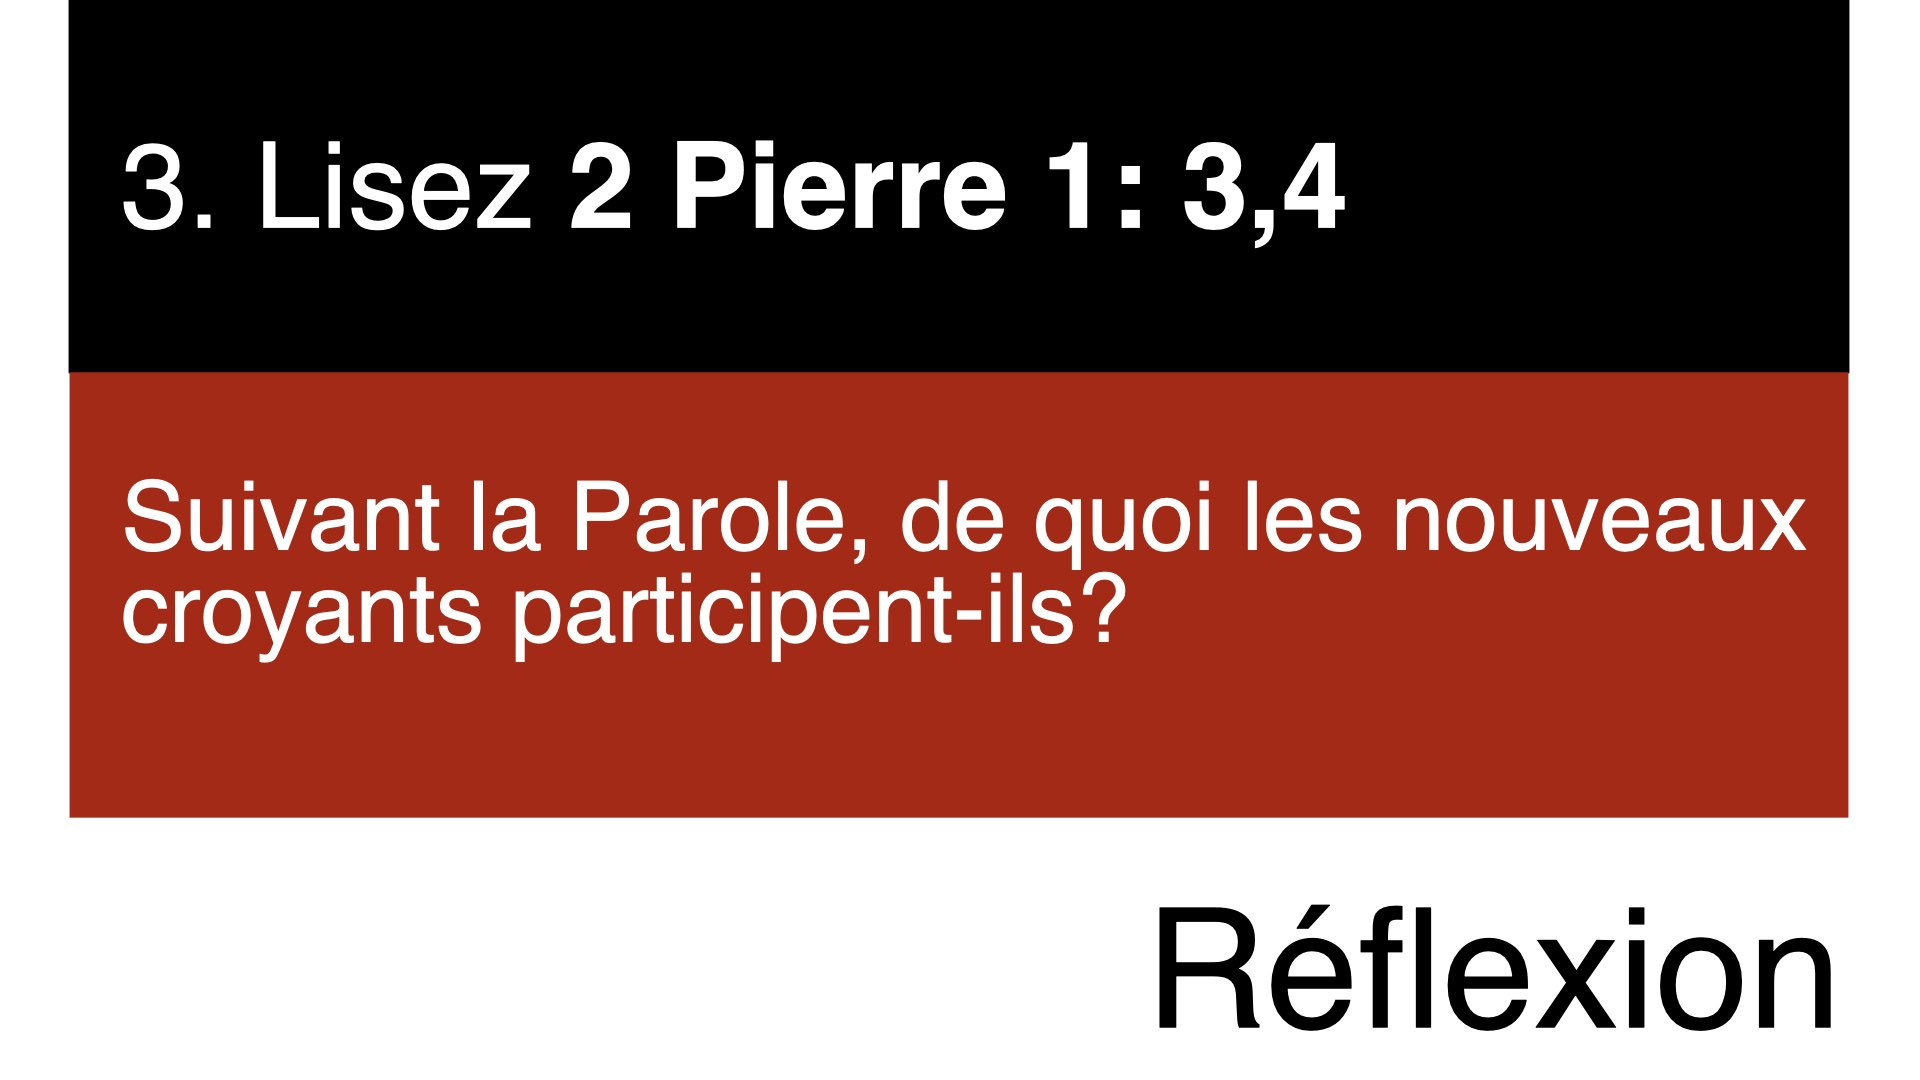 3. Lisez 2 Pierre 1: 3,4
Suivant la Parole, de quoi les nouveaux
croyants participent-ils?
Réflexion